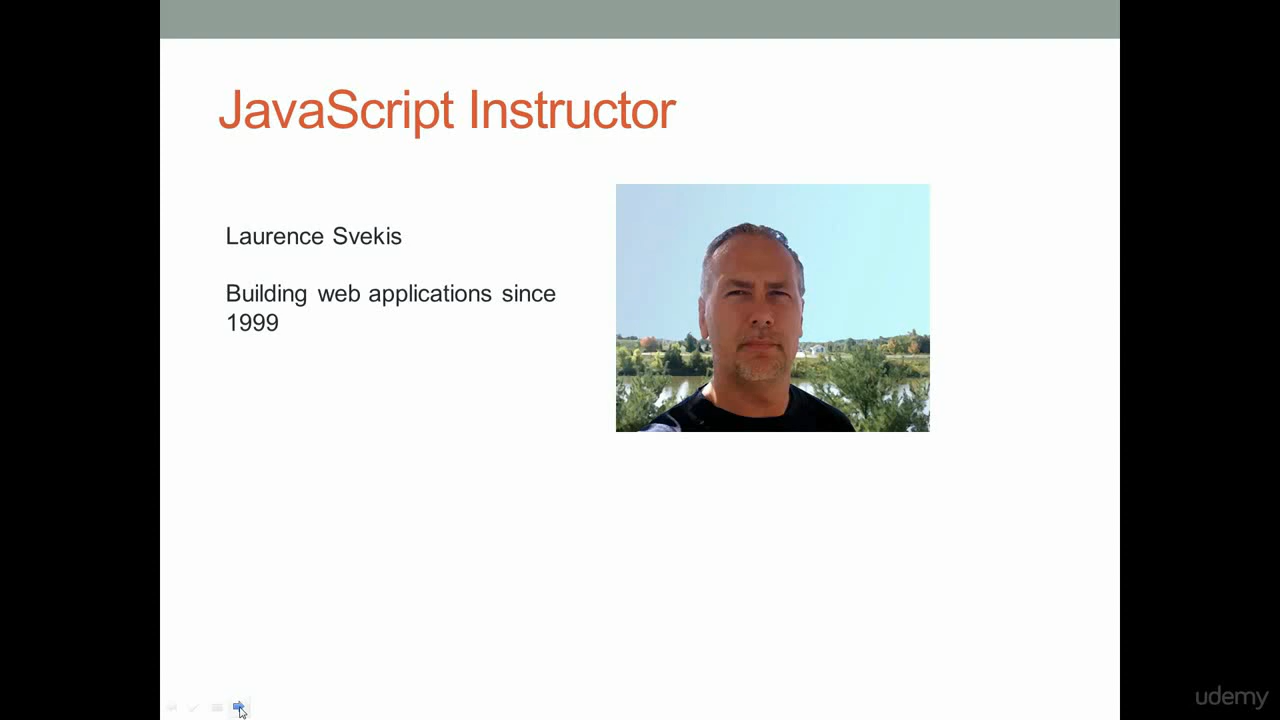 JavaScript Instructor
Laurence Svekis
Building web applications since
1999
udemy